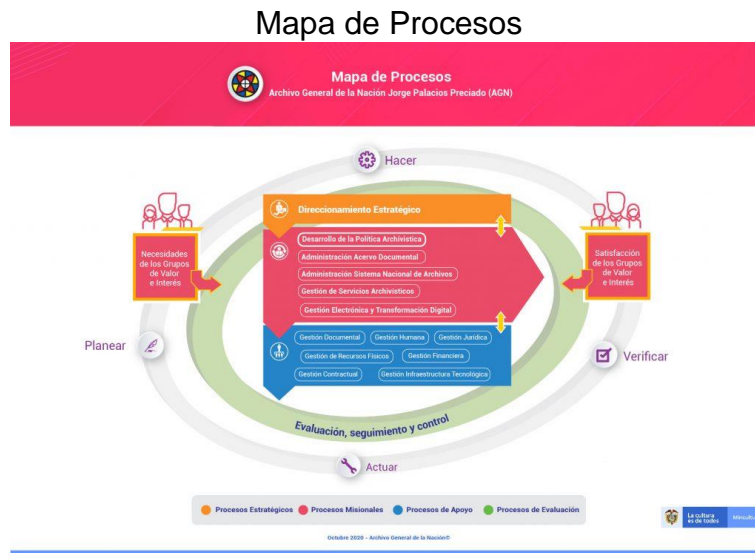 Mapa de Procesos
Mapa de Procesos
Archivo General de la Nación Jorge Palacios Preciado (AGN)
Hacer
Direccionamiento Estratégico
Desarrollo de la Política Archivística
Administración Acervo Documental
Administración Sistema Nacional de Archivos
Gestión de Servicios Archivísticos
Gestión Electrónica y Transformación Digital
Necesidades
de los Grupos
de Valor
e Interés
Satisfacción
de los Grupos
de Valor
e Interés
Gestión Documental Gestión Humana Gestión Jurídica
Gestión de Recursos Físicos Gestión Financiera
Gestión Contractual Gestión Infraestructura Tecnológica
Planear
Verificar
Evaluación, seguimiento y control
Actuar
Procesos Estratégicos Procesos Misionales Procesos de Apoyo Procesos de Evaluación
La cultura
es de todos
Octubre 2020 - Archivo General de la Nación©